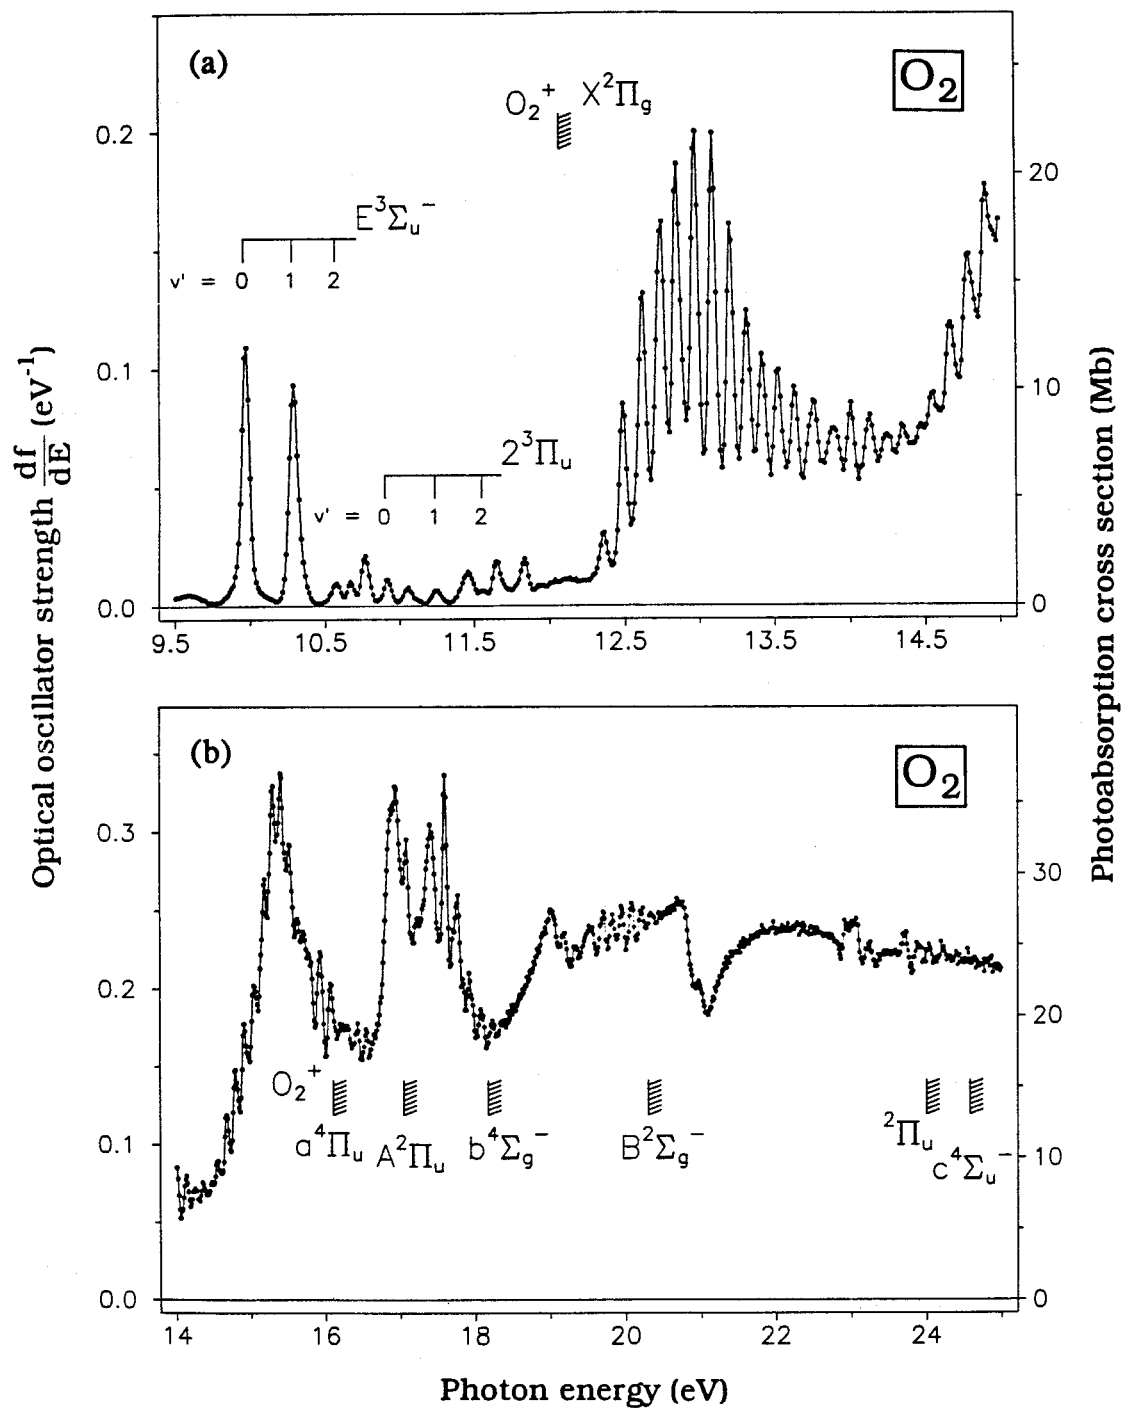 (a)
O₂
O₂⁺ X²Πg
0.2
20
E³Σu⁻
v' = 0 1 2
0.1
10
2³Πu
v' = 0 1 2
0.0
0
9.5 10.5 11.5 12.5 13.5 14.5
Optical oscillator strength df/dE (eV⁻¹)
Photoabsorption cross section (Mb)
(b)
O₂
0.3
30
0.2
20
O₂⁺
a⁴Πu A²Πu b⁴Σg⁻ B²Σg⁻ ²Πu c⁴Σu⁻
0.1
10
0.0
0
14 16 18 20 22 24
Photon energy (eV)